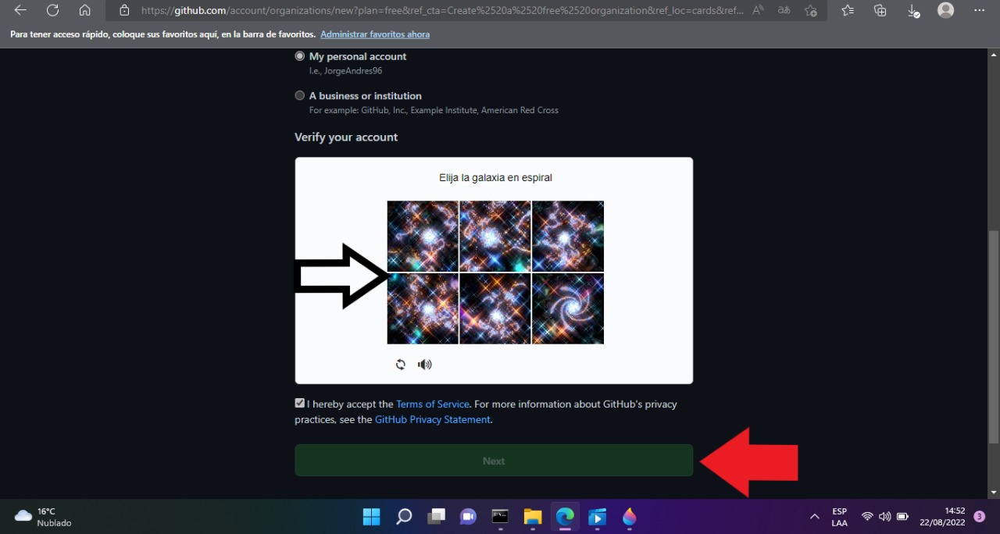 https://github.com/account/organizations/new?plan=free&ref_cta=Create%2520a%2520free%2520organization&ref_loc=cards&ref...
Para tener acceso rápido, coloque sus favoritos aquí, en la barra de favoritos. Administrar favoritos ahora
My personal account
I.e., JorgeAndres96
A business or institution
For example: GitHub, Inc., Example Institute, American Red Cross
Verify your account
Elija la galaxia en espiral
I hereby accept the Terms of Service. For more information about GitHub's privacy
practices, see the GitHub Privacy Statement.
Next
16°C
Nublado
ESP
LAA
14:52
22/08/2022
3